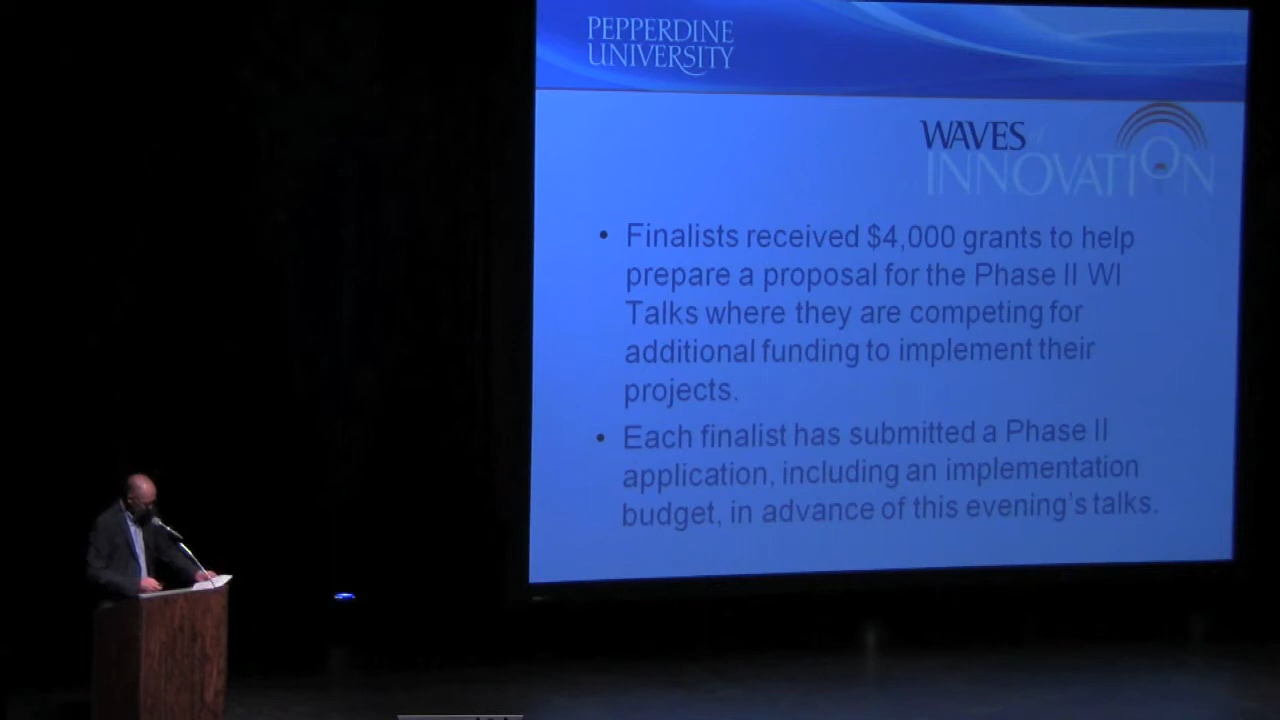 PEPPERDINE
UNIVERSITY
WAVES of
INNOVATION
• Finalists received $4,000 grants to help
prepare a proposal for the Phase II WI
Talks where they are competing for
additional funding to implement their
projects.
• Each finalist has submitted a Phase II
application, including an implementation
budget, in advance of this evening's talks.